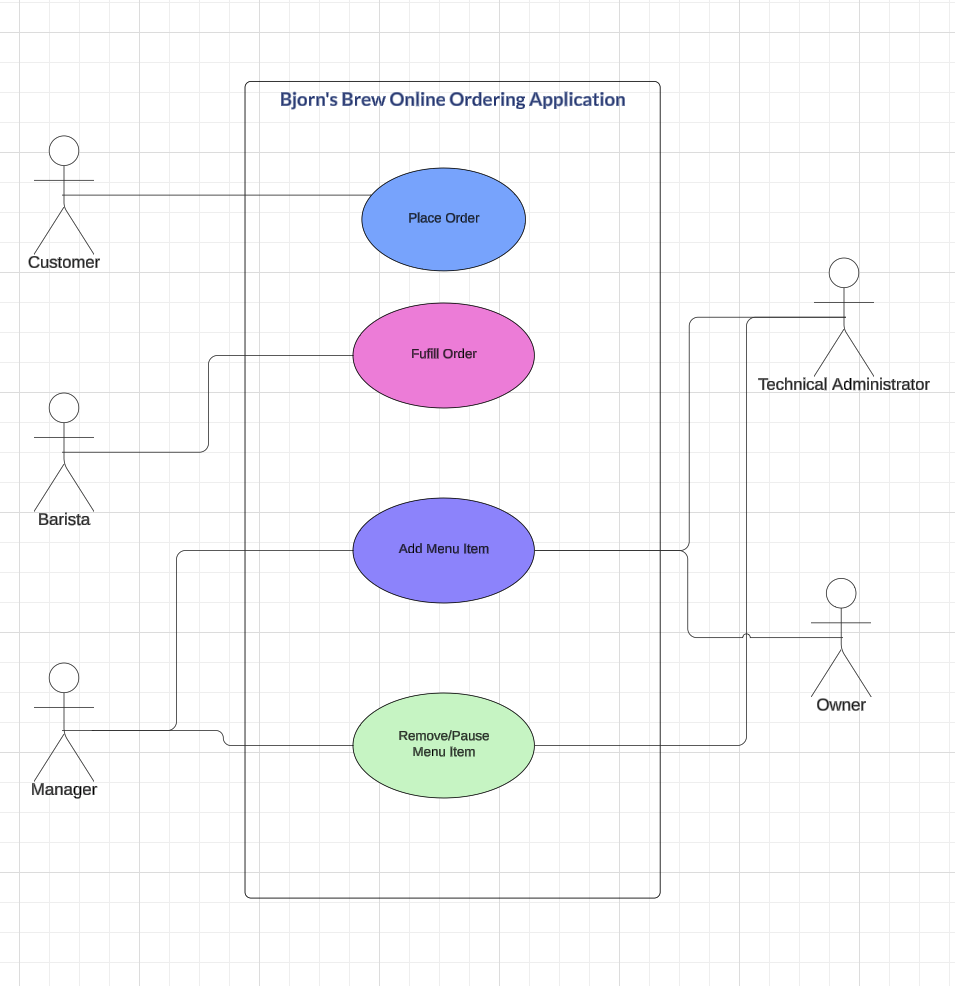 Bjorn's Brew Online Ordering Application
Customer
Place Order
Fufill Order
Technical Administrator
Barista
Add Menu Item
Owner
Manager
Remove/Pause
Menu Item